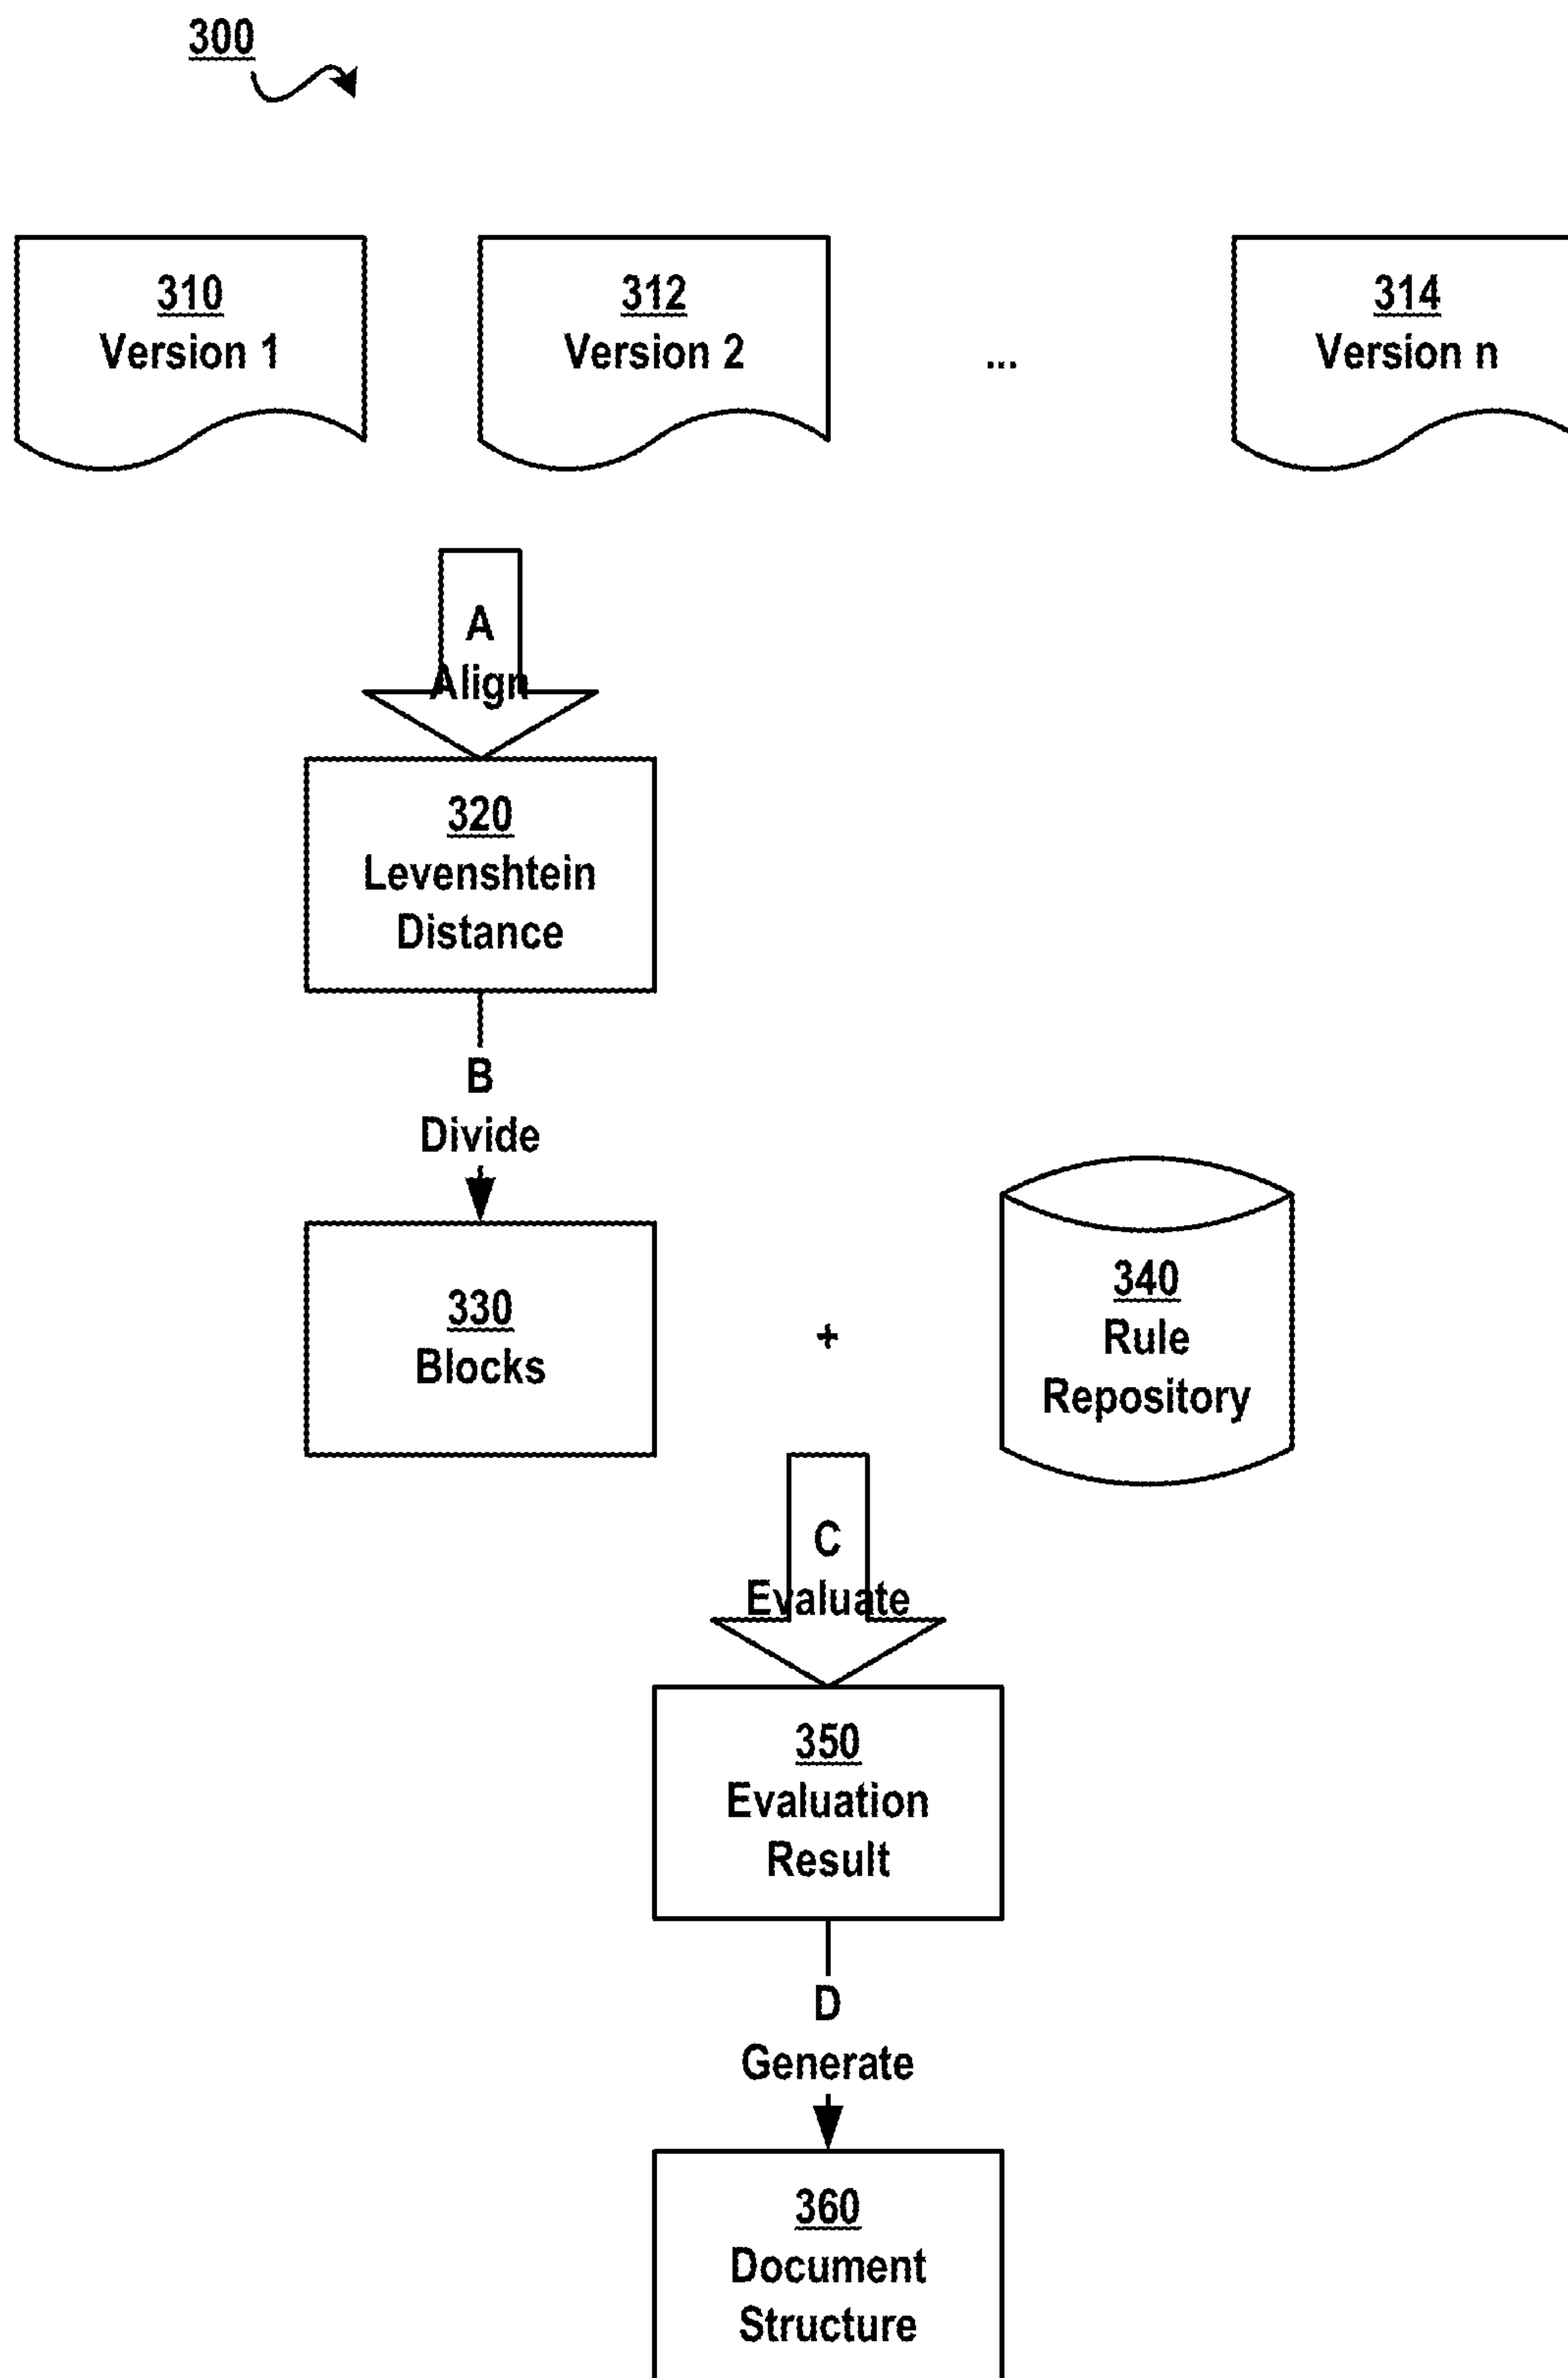 300
310
Version 1
312
Version 2
...
314
Version n
A
Align
320
Levenshtein
Distance
B
Divide
330
Blocks
+
340
Rule
Repository
C
Evaluate
350
Evaluation
Result
D
Generate
360
Document
Structure